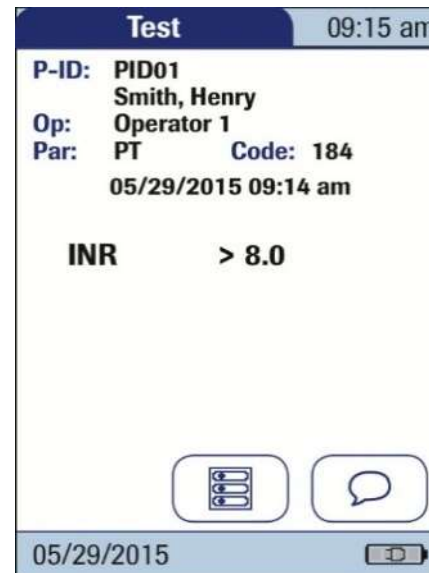 Test 09:15 am
P-ID: PID01
Smith, Henry
Op: Operator 1
Par: PT Code: 184
05/29/2015 09:14 am
INR > 8.0
05/29/2015